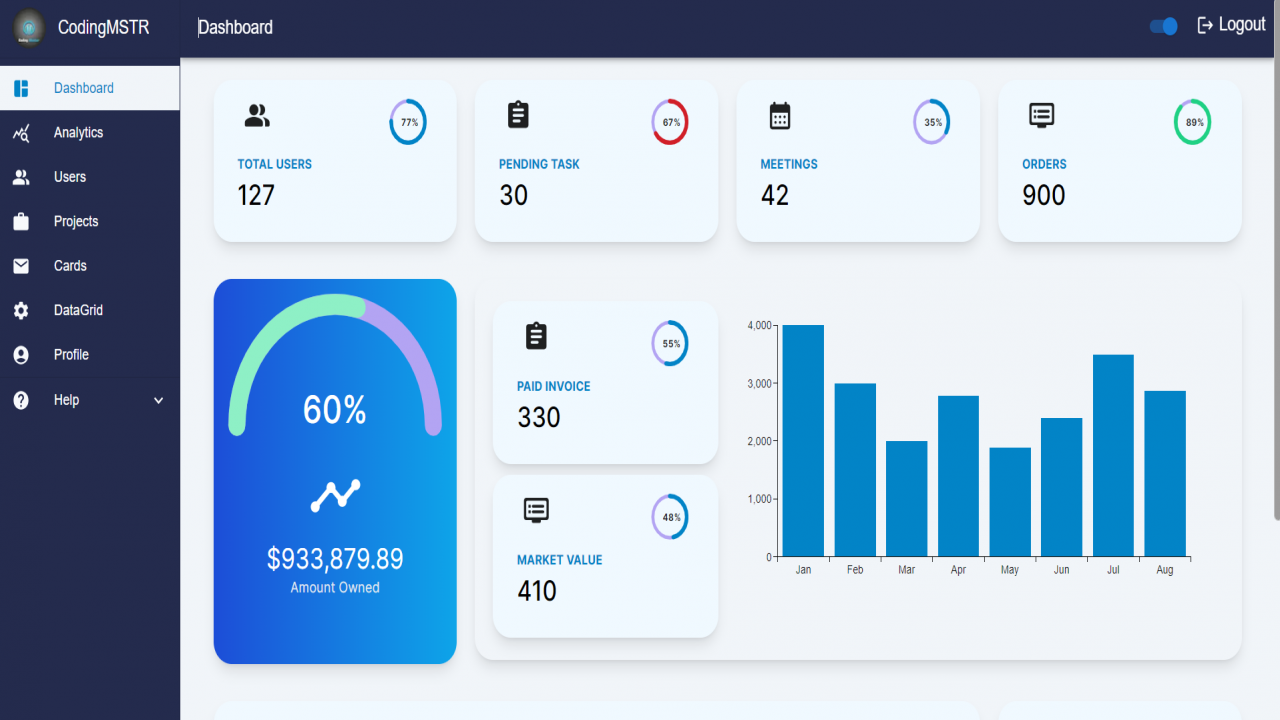 CodingMSTR
Dashboard
Logout
Dashboard
Analytics
Users
Projects
Cards
DataGrid
Profile
Help
77%
TOTAL USERS
127
67%
PENDING TASK
30
35%
MEETINGS
42
89%
ORDERS
900
60%
$933,879.89
Amount Owned
55%
PAID INVOICE
330
48%
MARKET VALUE
410
4,000
3,000
2,000
1,000
0
Jan Feb Mar Apr May Jun Jul Aug